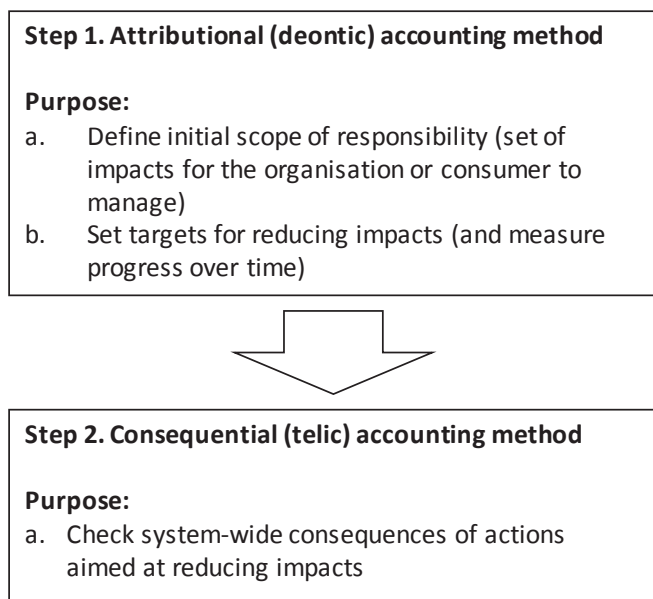 Step 1. Attributional (deontic) accounting method
Purpose:
a. Define initial scope of responsibility (set of
impacts for the organisation or consumer to
manage)
b. Set targets for reducing impacts (and measure
progress over time)
Step 2. Consequential (telic) accounting method
Purpose:
a. Check system-wide consequences of actions
aimed at reducing impacts